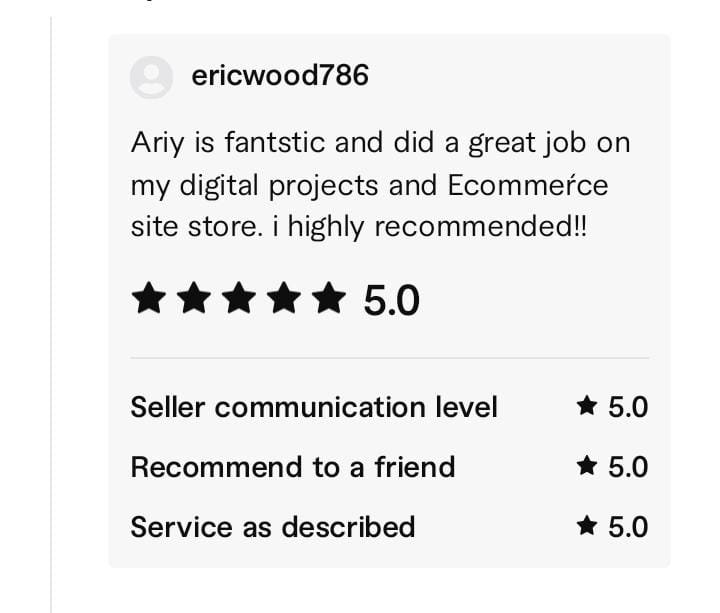 ericwood786
Ariy is fantstic and did a great job on
my digital projects and Ecommeŕce
site store. i highly recommended!!
5.0
Seller communication level 5.0
Recommend to a friend 5.0
Service as described 5.0